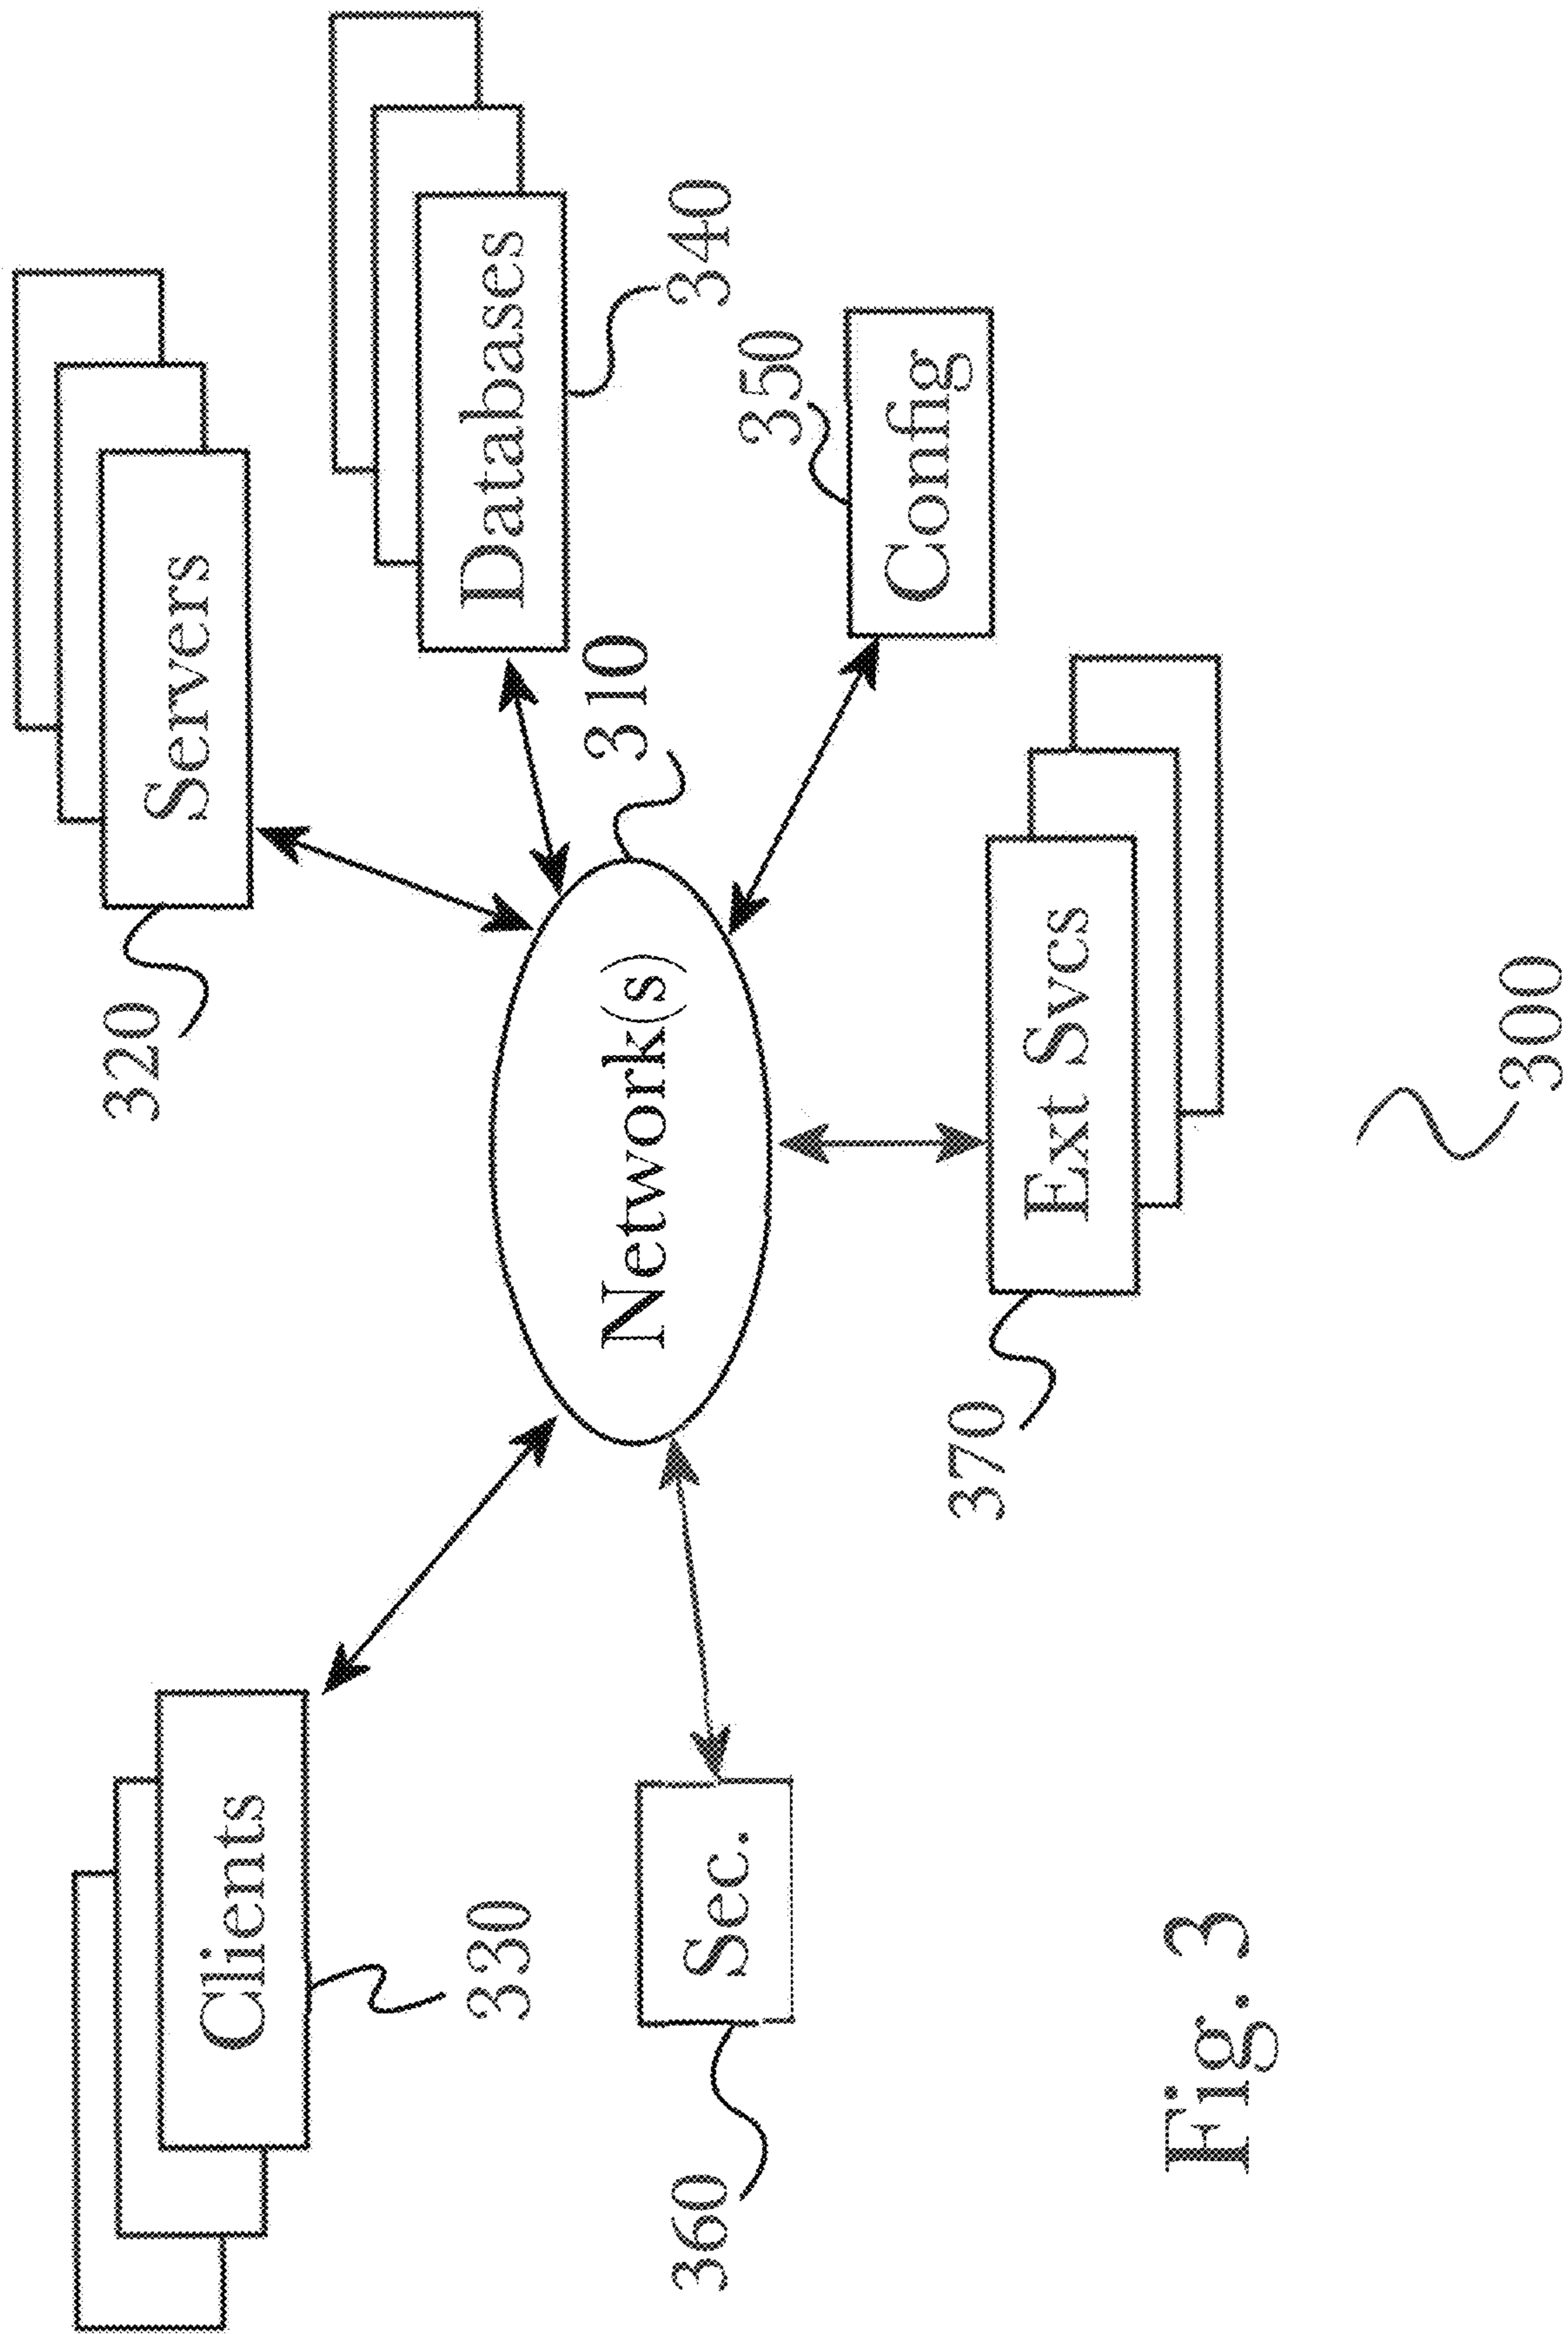 320
Servers
Clients
Databases
330
340
310
Network(s)
350
Sec.
360
Config
370
Ext Svcs
Fig. 3
300